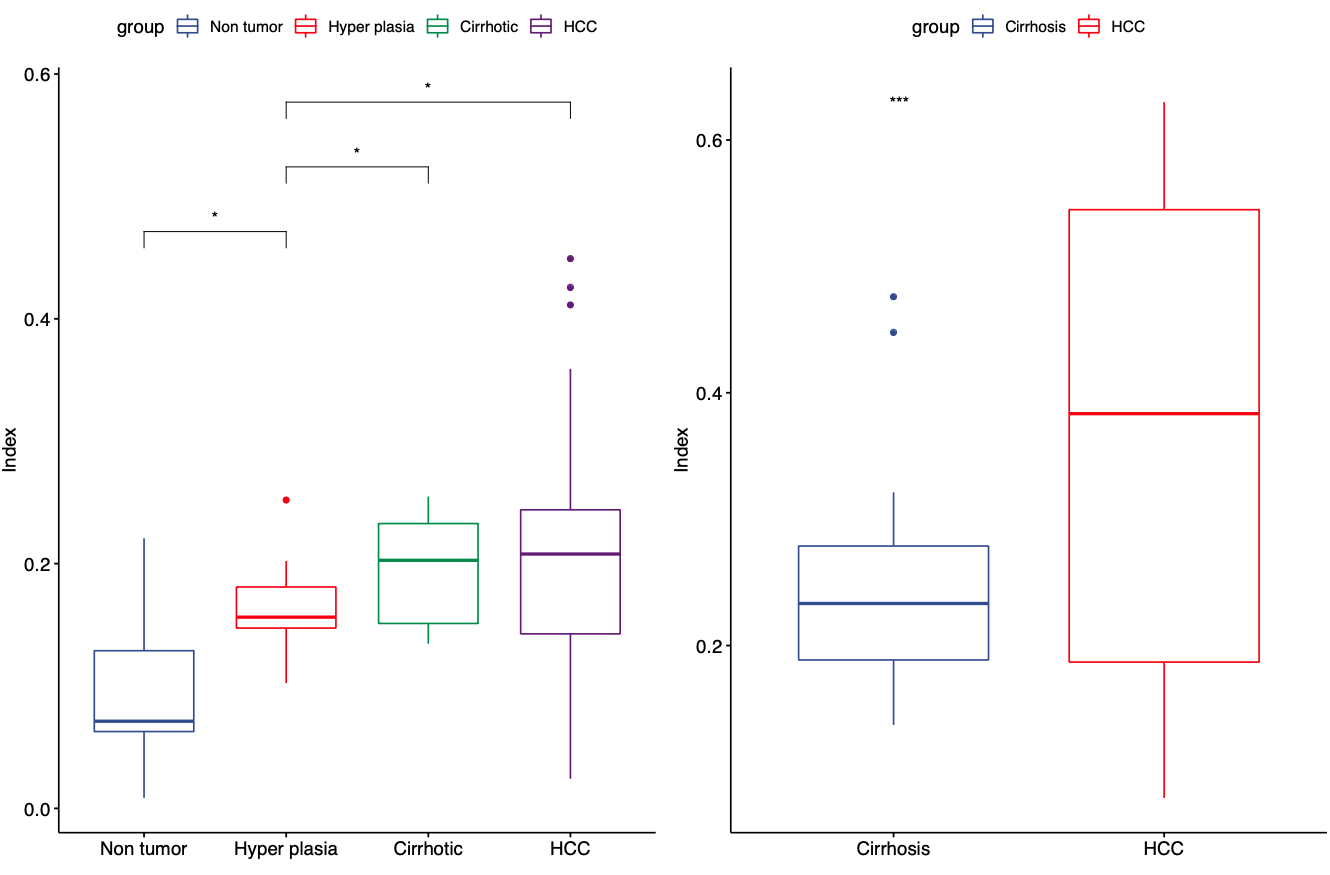 group Non tumor Hyper plasia Cirrhotic HCC
0.6
0.4
0.2
0.0
Index
*
*
*
Non tumor Hyper plasia Cirrhotic HCC
group Cirrhosis HCC
0.6
0.4
0.2
Index
***
Cirrhosis HCC